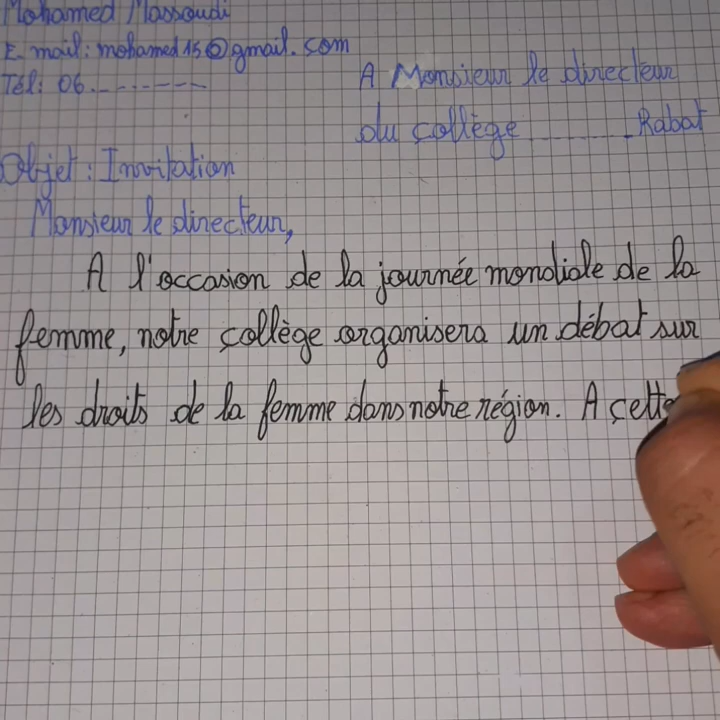 Mohamed Massoudi
E. mail: mohamed15@gmail.com
Tél: 06.--------
A Monsieur le directeur
du collège ........ Rabat
Objet : Invitation
Monsieur le directeur,
A l'occasion de la journée mondiale de la
femme, notre collège organisera un débat sur
les droits de la femme dans notre région. A cette